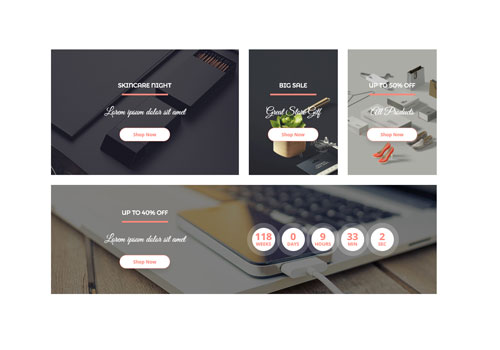 SKINCARE NIGHT
Lorem ipsum dolor sit amet
Shop Now
BIG SALE
Great Store Gif
Shop Now
UP TO 50% OFF
All Products
Shop Now
UP TO 40% OFF
Lorem ipsum dolor sit amet
Shop Now
118 0 9 33 2
WEEKS DAYS HOURS MIN SEC